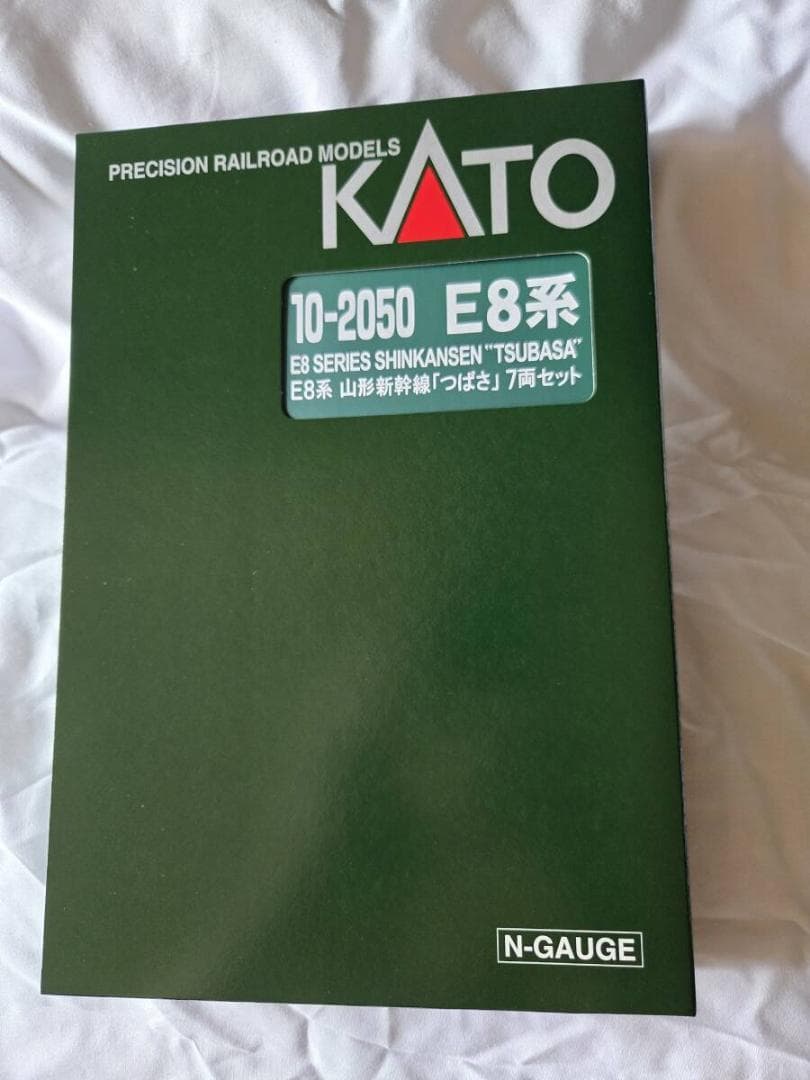 PRECISION RAILROAD MODELS
KATO
10-2050 E8系
E8 SERIES SHINKANSEN "TSUBASA"
E8系 山形新幹線「つばさ」7両セット
N-GAUGE